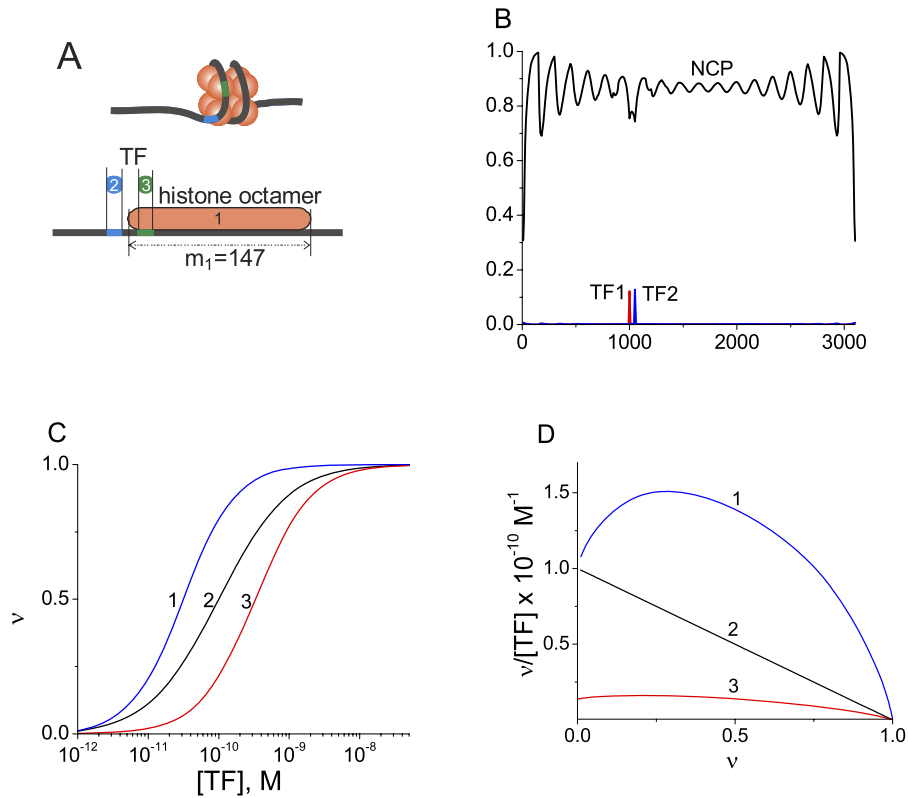 A
TF
2
3
histone octamer
1
m₁=147
B
1.0
0.8
0.6
0.4
0.2
0.0
NCP
TF1
TF2
0
1000
2000
3000
C
1.0
0.5
0.0
ν
1
2
3
10⁻¹²
10⁻¹¹
10⁻¹⁰
10⁻⁹
10⁻⁸
[TF], M
D
ν/[TF] x 10⁻¹⁰ M⁻¹
1.5
1.0
0.5
1
2
3
0.0
0.5
1.0
ν